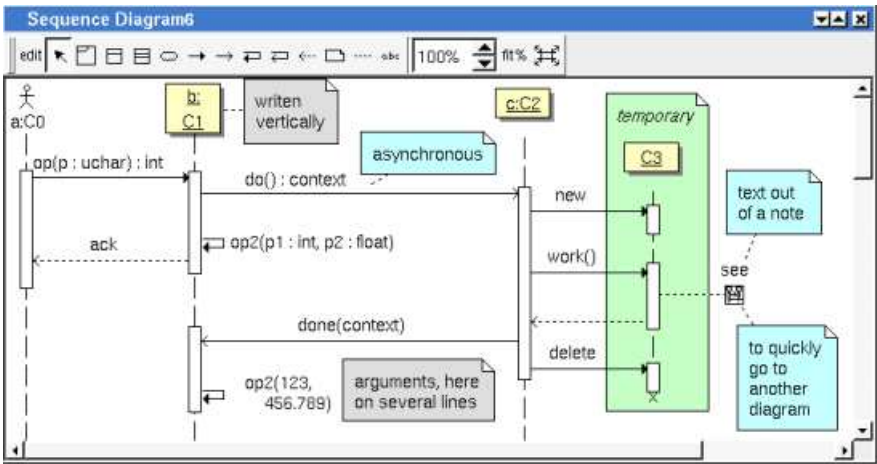 Sequence Diagram6
edit
abc
100%
fit%
a:C0
b:
C1
writen
vertically
c:C2
temporary
C3
asynchronous
op(p : uchar) : int
do() : context
new
text out
of a note
ack
op2(p1 : int, p2 : float)
work()
see
done(context)
delete
to quickly
go to
another
diagram
op2(123,
456.789)
arguments, here
on several lines